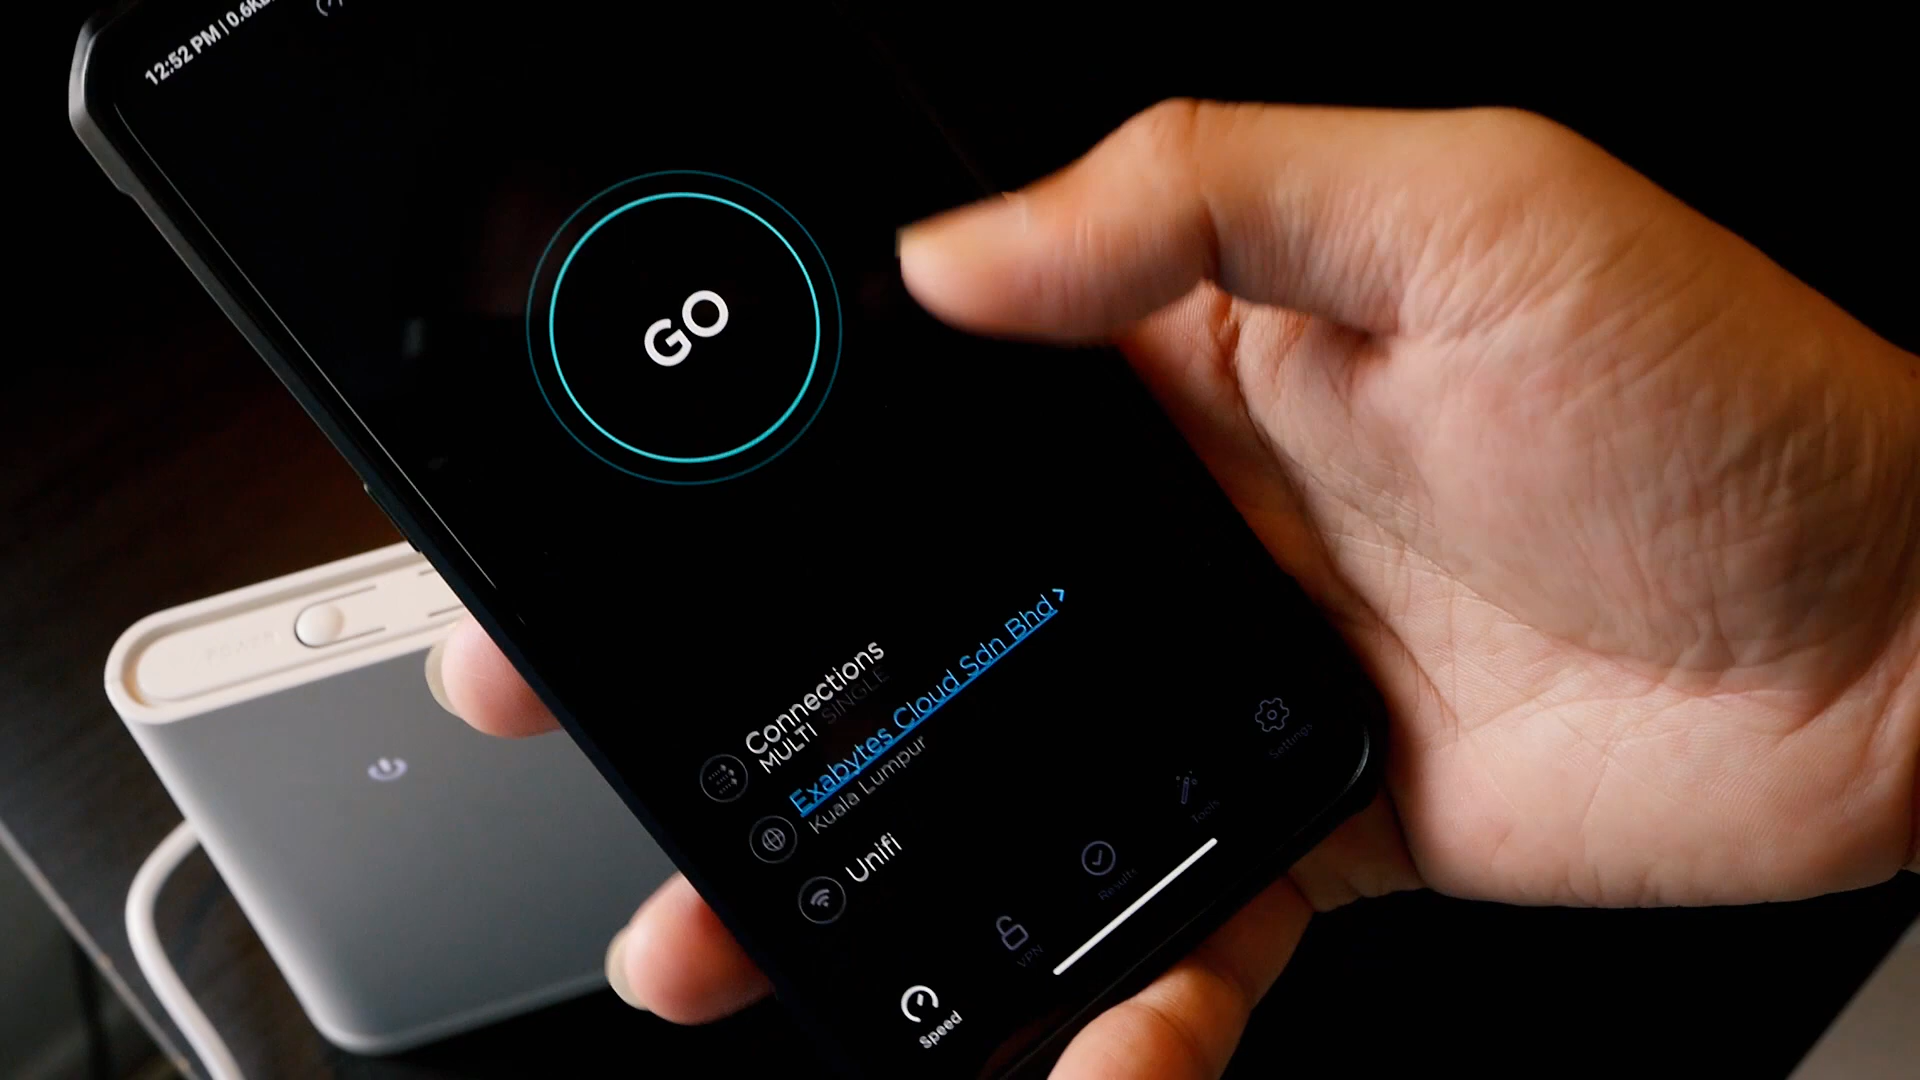 12:52 PM | 0.6K
GO
Connections
MULTI SINGLE
Exabytes Cloud Sdn Bhd >
Kuala Lumpur
Unifi
Speed
VPN
Results
Tools
Settings
POWER